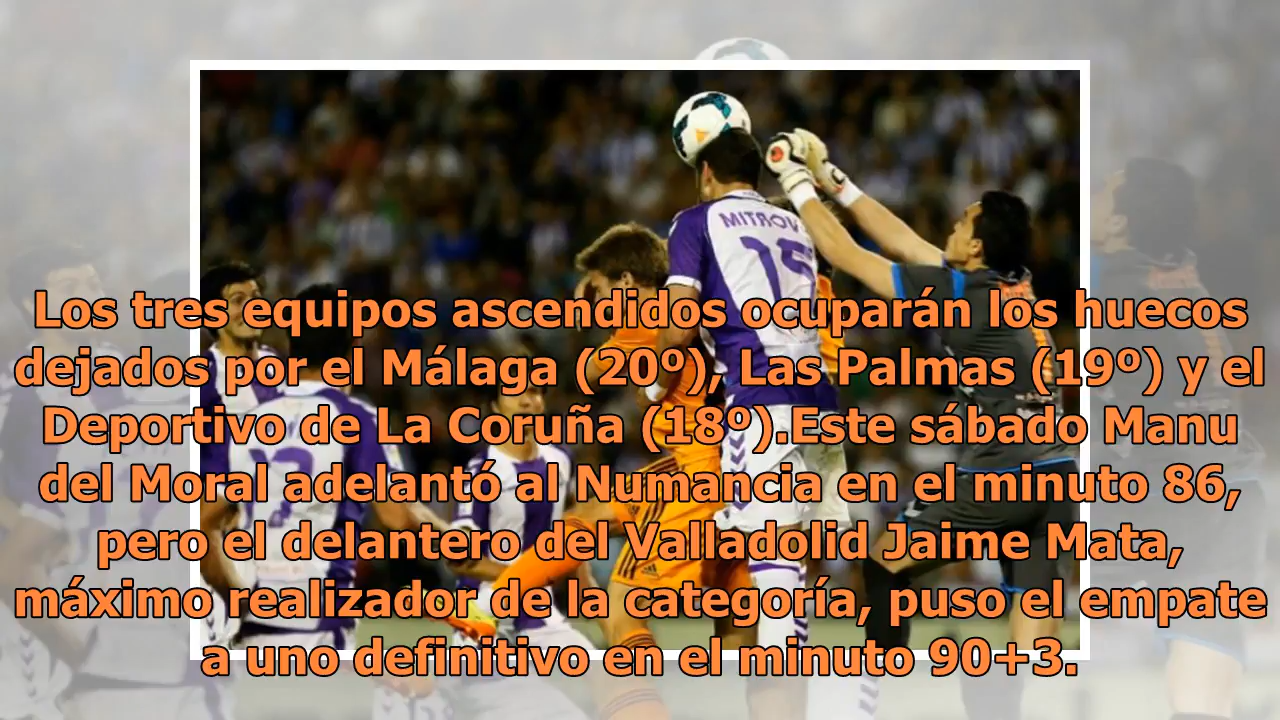 MITROV
15
Los tres equipos ascendidos ocuparán los huecos
dejados por el Málaga (20º), Las Palmas (19º) y el
Deportivo de La Coruña (18º).Este sábado Manu
del Moral adelantó al Numancia en el minuto 86,
pero el delantero del Valladolid Jaime Mata,
máximo realizador de la categoría, puso el empate
a uno definitivo en el minuto 90+3.